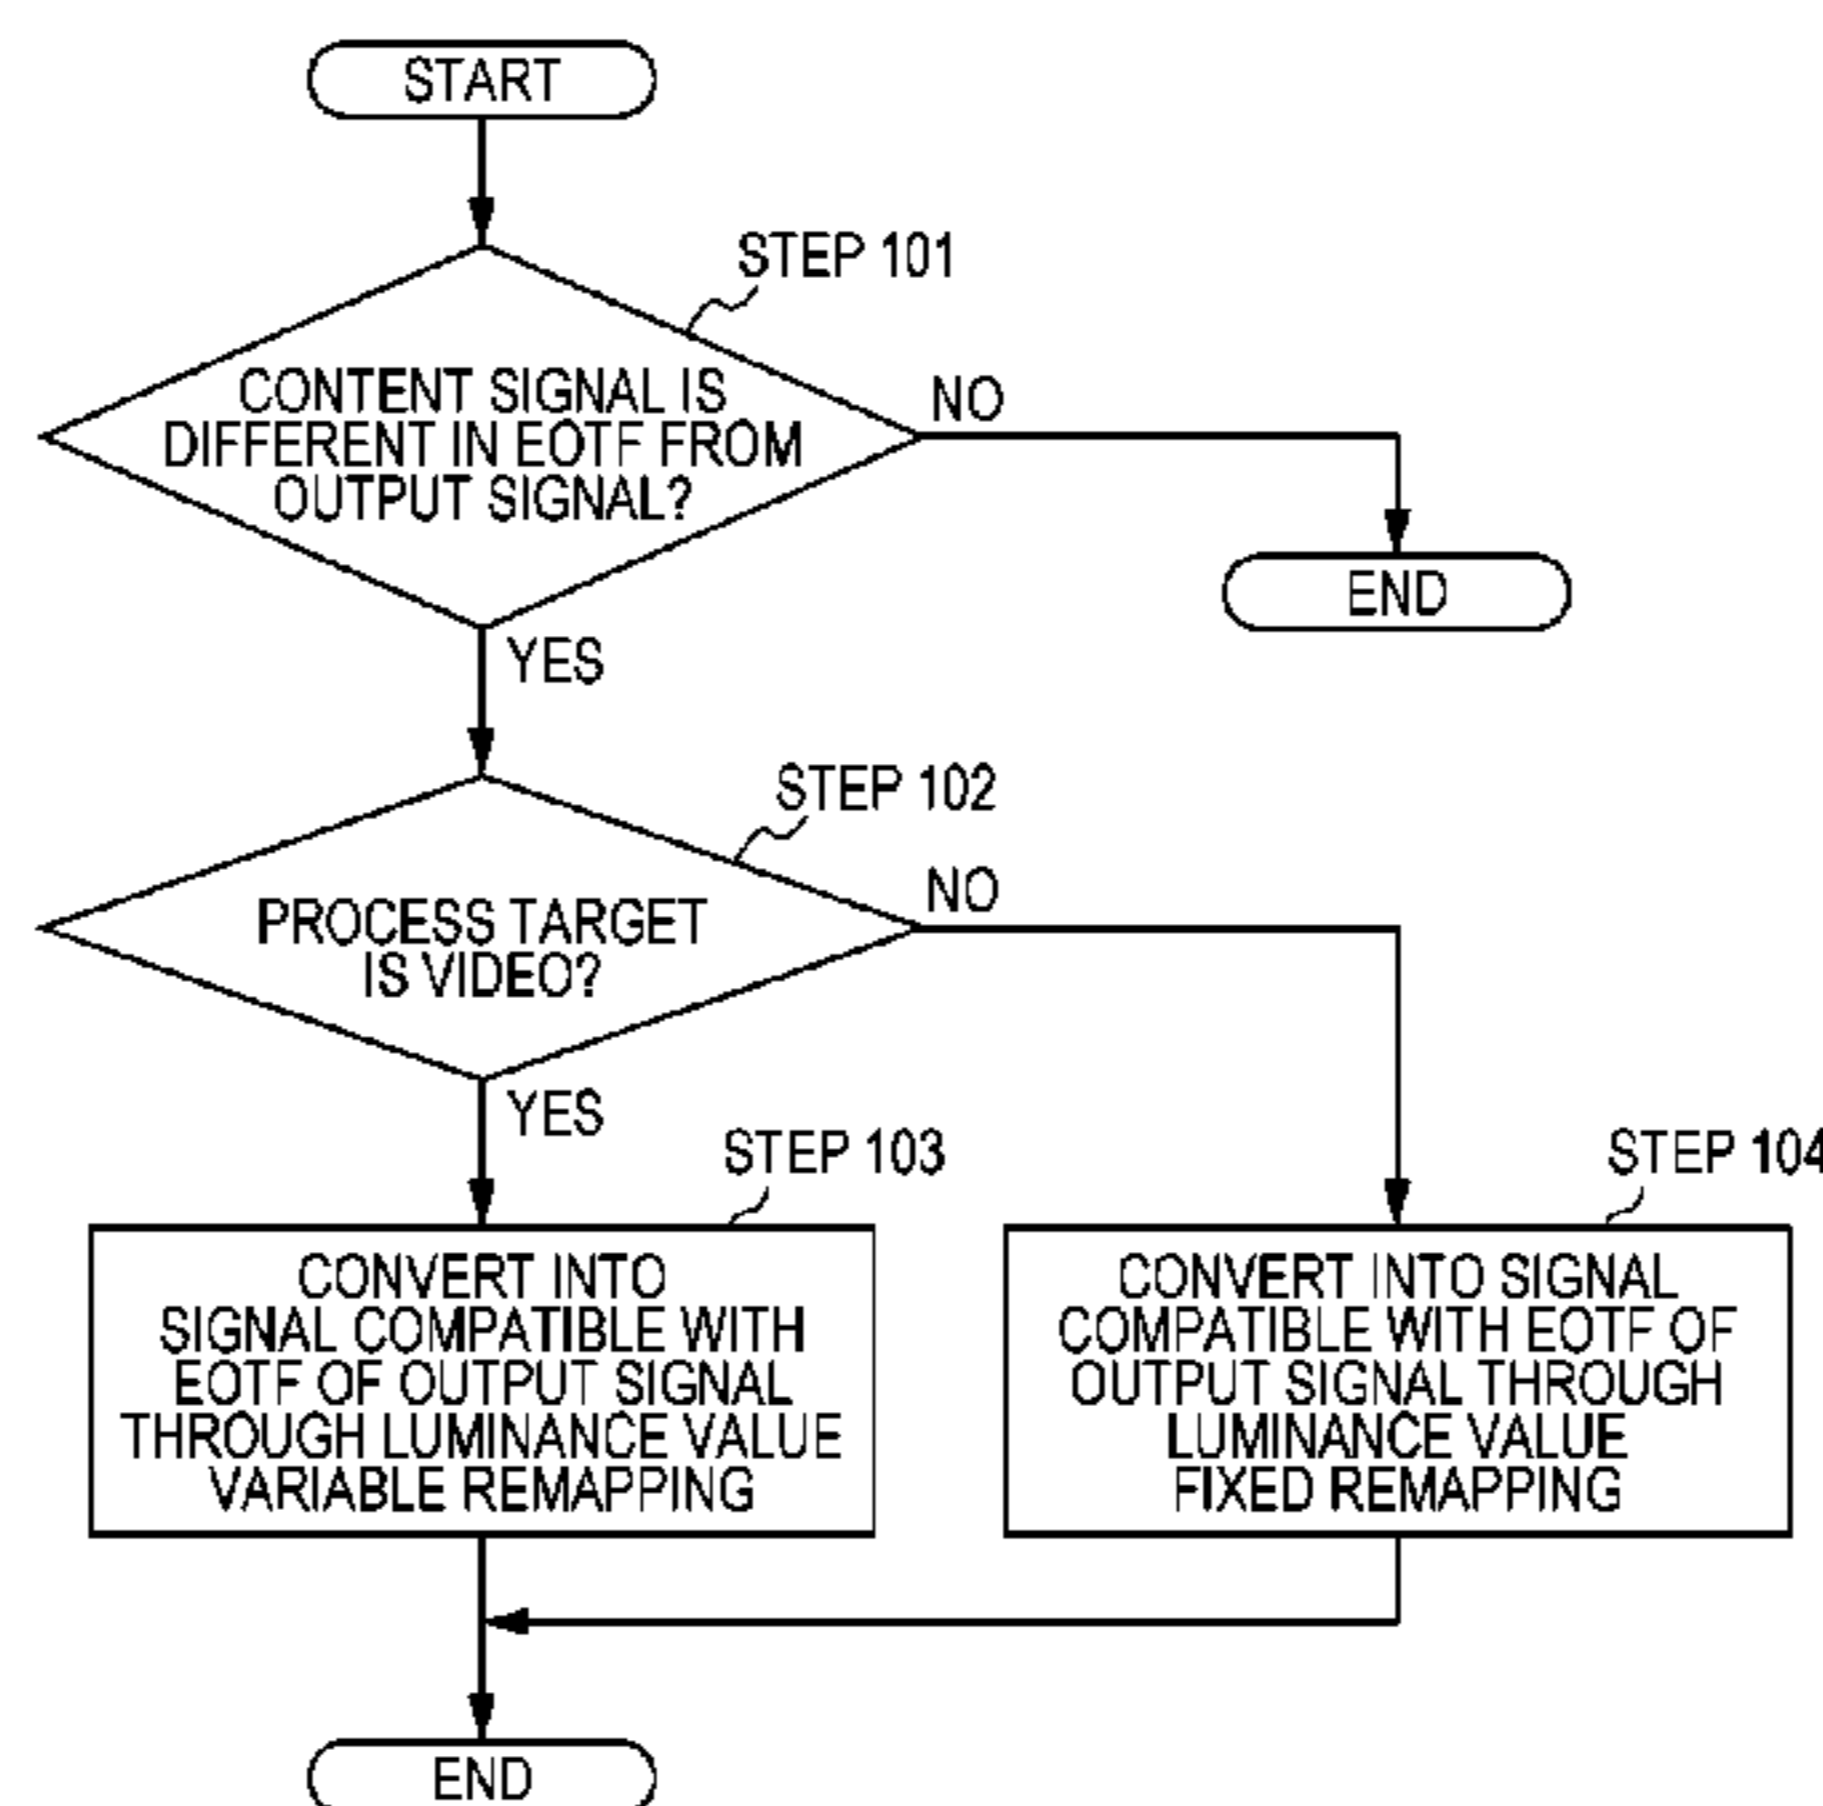 START
STEP 101
CONTENT SIGNAL IS
DIFFERENT IN EOTF FROM
OUTPUT SIGNAL?
NO
END
YES
STEP 102
PROCESS TARGET
IS VIDEO?
NO
YES
STEP 103
CONVERT INTO
SIGNAL COMPATIBLE WITH
EOTF OF OUTPUT SIGNAL
THROUGH LUMINANCE VALUE
VARIABLE REMAPPING
STEP 104
CONVERT INTO SIGNAL
COMPATIBLE WITH EOTF OF
OUTPUT SIGNAL THROUGH
LUMINANCE VALUE
FIXED REMAPPING
END